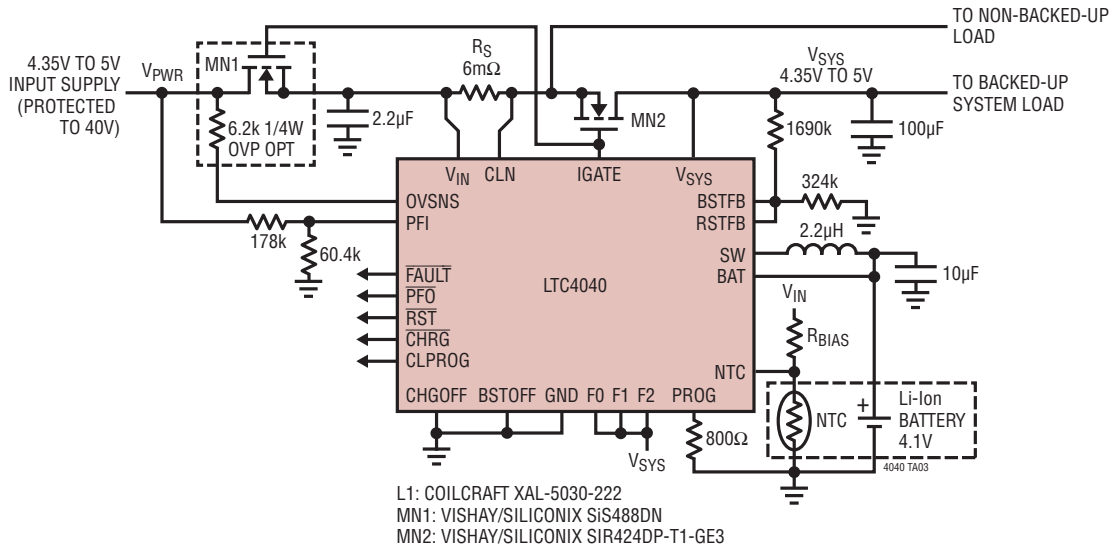 TO NON-BACKED-UP
LOAD
4.35V TO 5V
INPUT SUPPLY
(PROTECTED
TO 40V)
VPWR
MN1
6.2k 1/4W
OVP OPT
2.2µF
RS
6mΩ
MN2
VSYS
4.35V TO 5V
TO BACKED-UP
SYSTEM LOAD
1690k
100µF
VIN
CLN
IGATE
VSYS
OVSNS
PFI
178k
60.4k
BSTFB
RSTFB
324k
2.2µH
SW
BAT
10µF
LTC4040
FAULT
PFO
RST
CHRG
CLPROG
VIN
RBIAS
NTC
CHGOFF
BSTOFF
GND
F0
F1
F2
PROG
VSYS
800Ω
NTC
+
Li-Ion
BATTERY
4.1V
4040 TA03
L1: COILCRAFT XAL-5030-222
MN1: VISHAY/SILICONIX SiS488DN
MN2: VISHAY/SILICONIX SIR424DP-T1-GE3